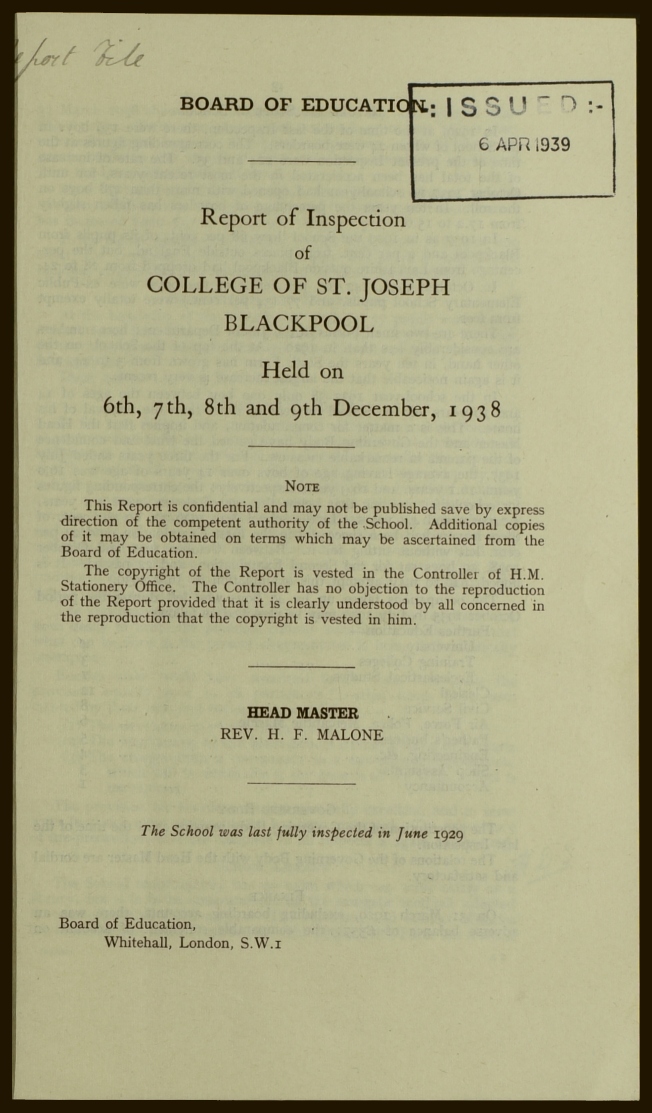 File
BOARD OF EDUCATION
:ISSUED:-
6 APR 1939
Report of Inspection
of
COLLEGE OF ST. JOSEPH
BLACKPOOL
Held on
6th, 7th, 8th and 9th December, 1938
NOTE
This Report is confidential and may not be published save by express
direction of the competent authority of the School. Additional copies
of it may be obtained on terms which may be ascertained from the
Board of Education.
The copyright of the Report is vested in the Controller of H.M.
Stationery Office. The Controller has no objection to the reproduction
of the Report provided that it is clearly understood by all concerned in
the reproduction that the copyright is vested in him.
HEAD MASTER
REV. H. F. MALONE
The School was last fully inspected in June 1929
Board of Education,
Whitehall, London, S.W.1